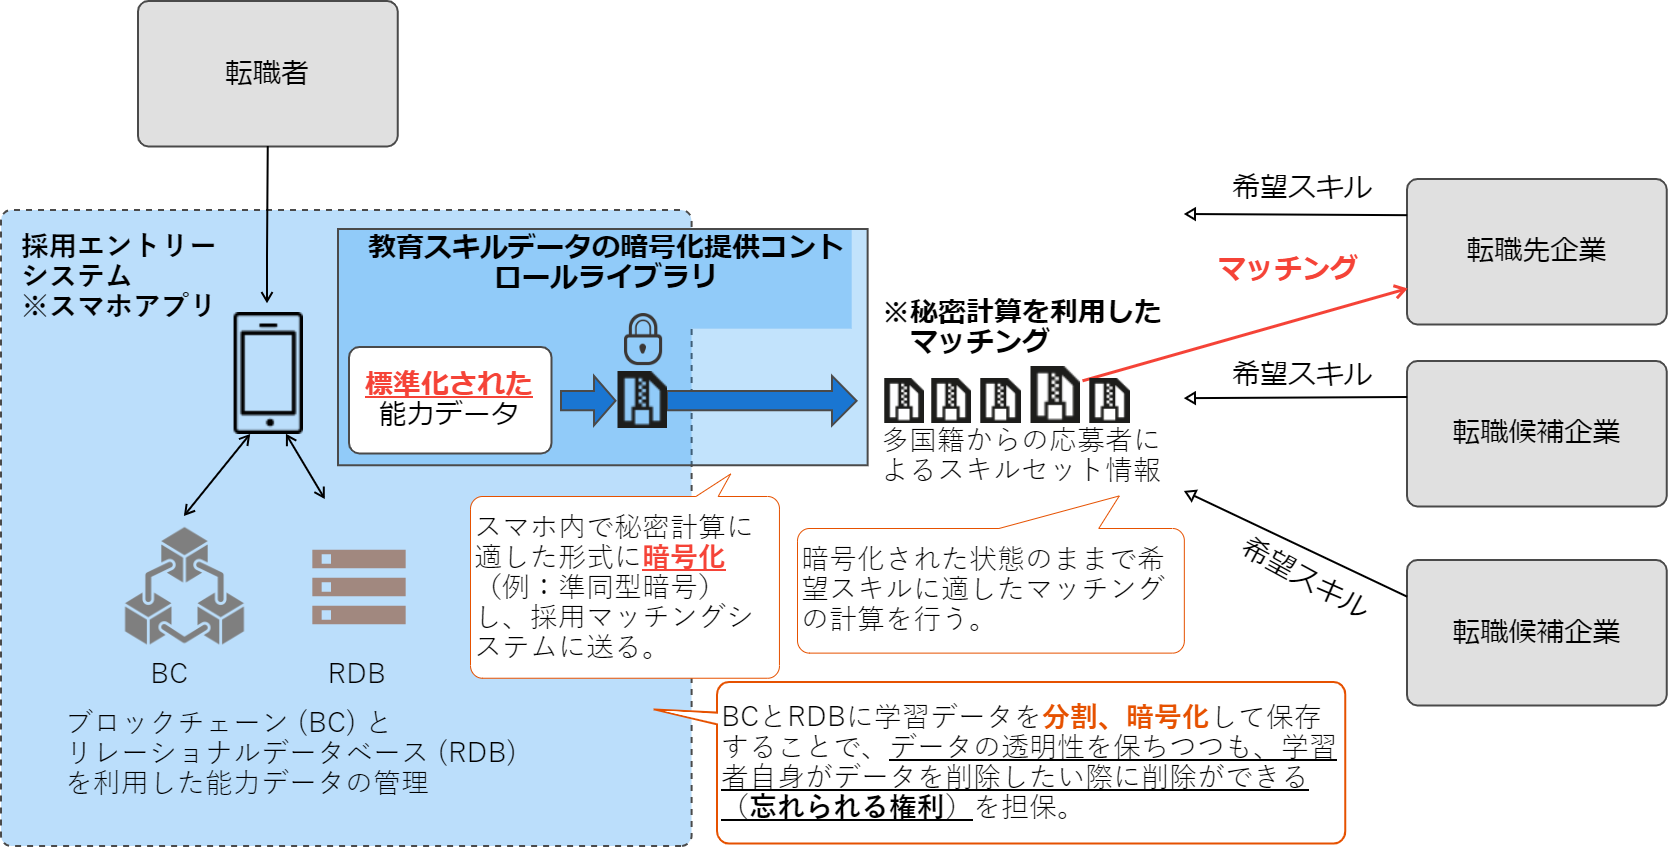 転職者
採用エントリー
システム
※スマホアプリ
教育スキルデータの暗号化提供コント
ロールライブラリ
標準化された
能力データ
※秘密計算を利用した
マッチング
多国籍からの応募者に
よるスキルセット情報
希望スキル
マッチング
希望スキル
希望スキル
転職先企業
転職候補企業
転職候補企業
スマホ内で秘密計算に
適した形式に暗号化
（例：準同型暗号）
し、採用マッチングシ
ステムに送る。
暗号化された状態のままで希
望スキルに適したマッチング
の計算を行う。
BC
RDB
ブロックチェーン (BC) と
リレーショナルデータベース (RDB)
を利用した能力データの管理
BCとRDBに学習データを分割、暗号化して保存
することで、データの透明性を保ちつつも、学習
者自身がデータを削除したい際に削除ができる
（忘れられる権利）を担保。